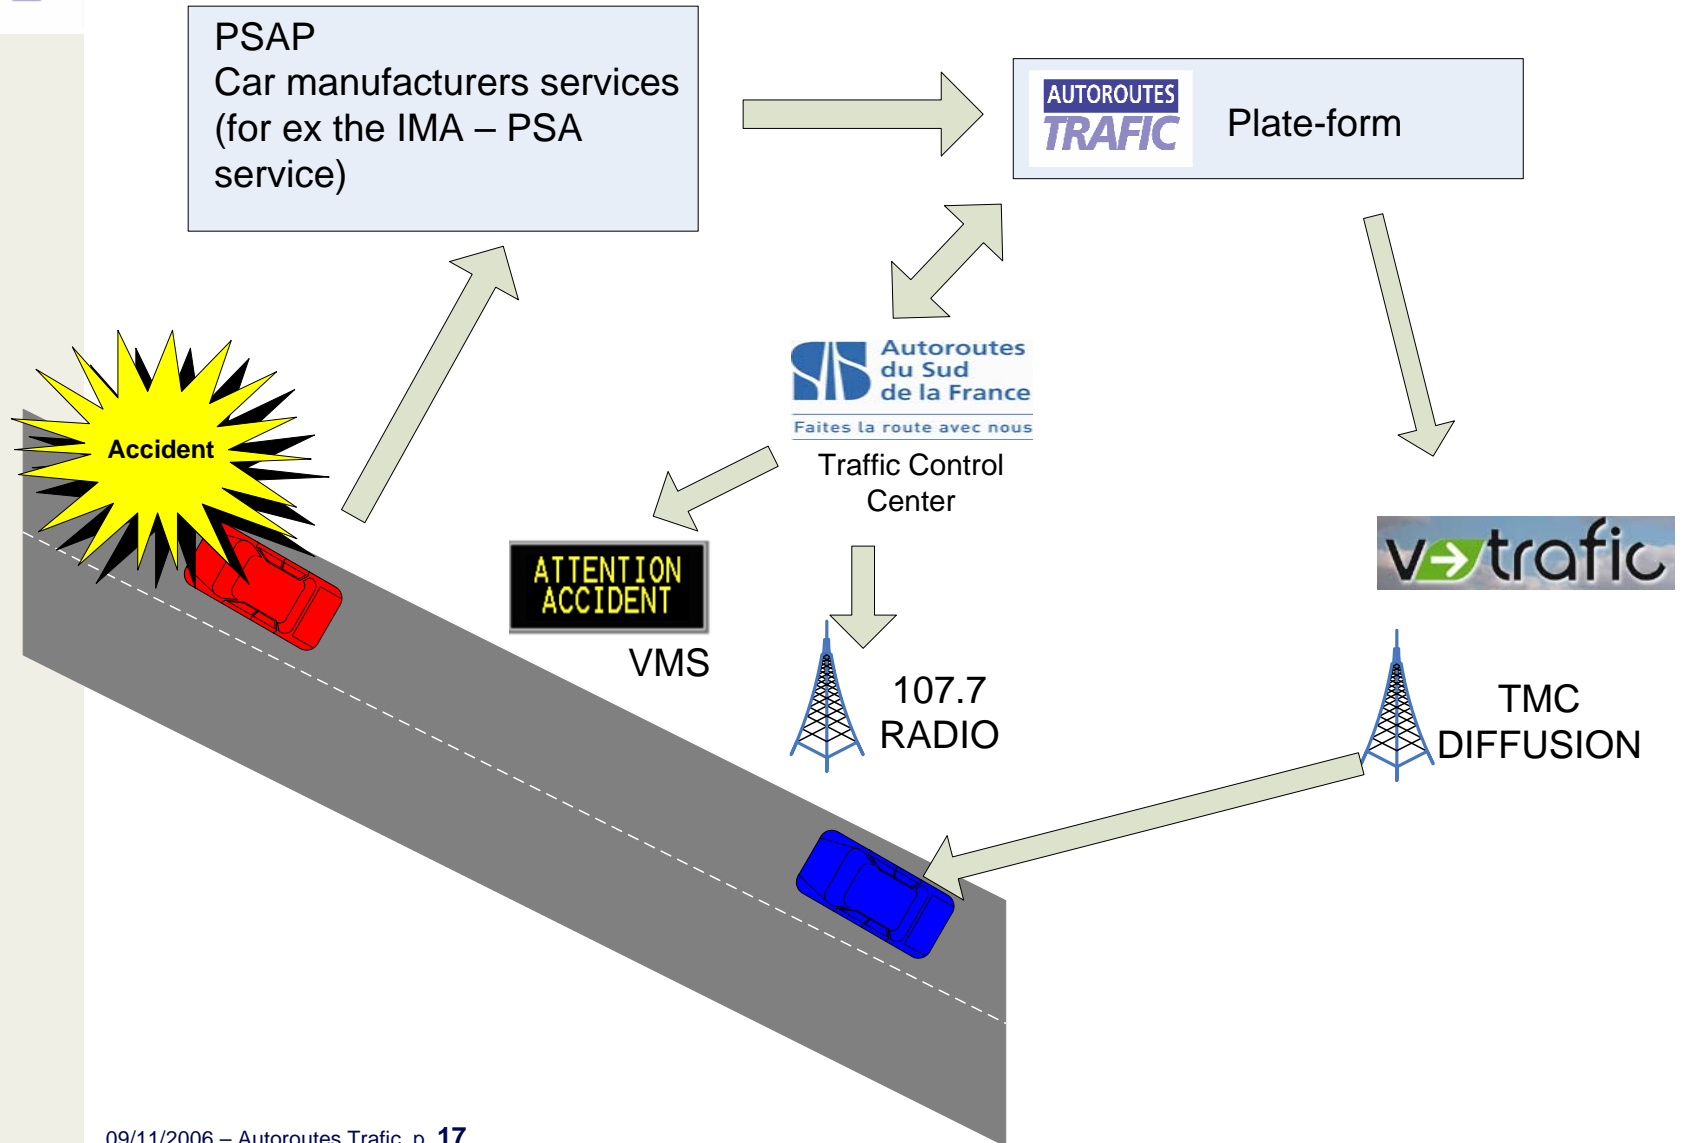 PSAP
Car manufacturers services
(for ex the IMA – PSA
service)
AUTOROUTES
TRAFIC
Plate-form
Autoroutes
du Sud
de la France
Faites la route avec nous
Traffic Control
Center
Accident
ATTENTION
ACCIDENT
VMS
107.7
RADIO
v trafic
TMC
DIFFUSION
09/11/2006 – Autoroutes Trafic p. 17